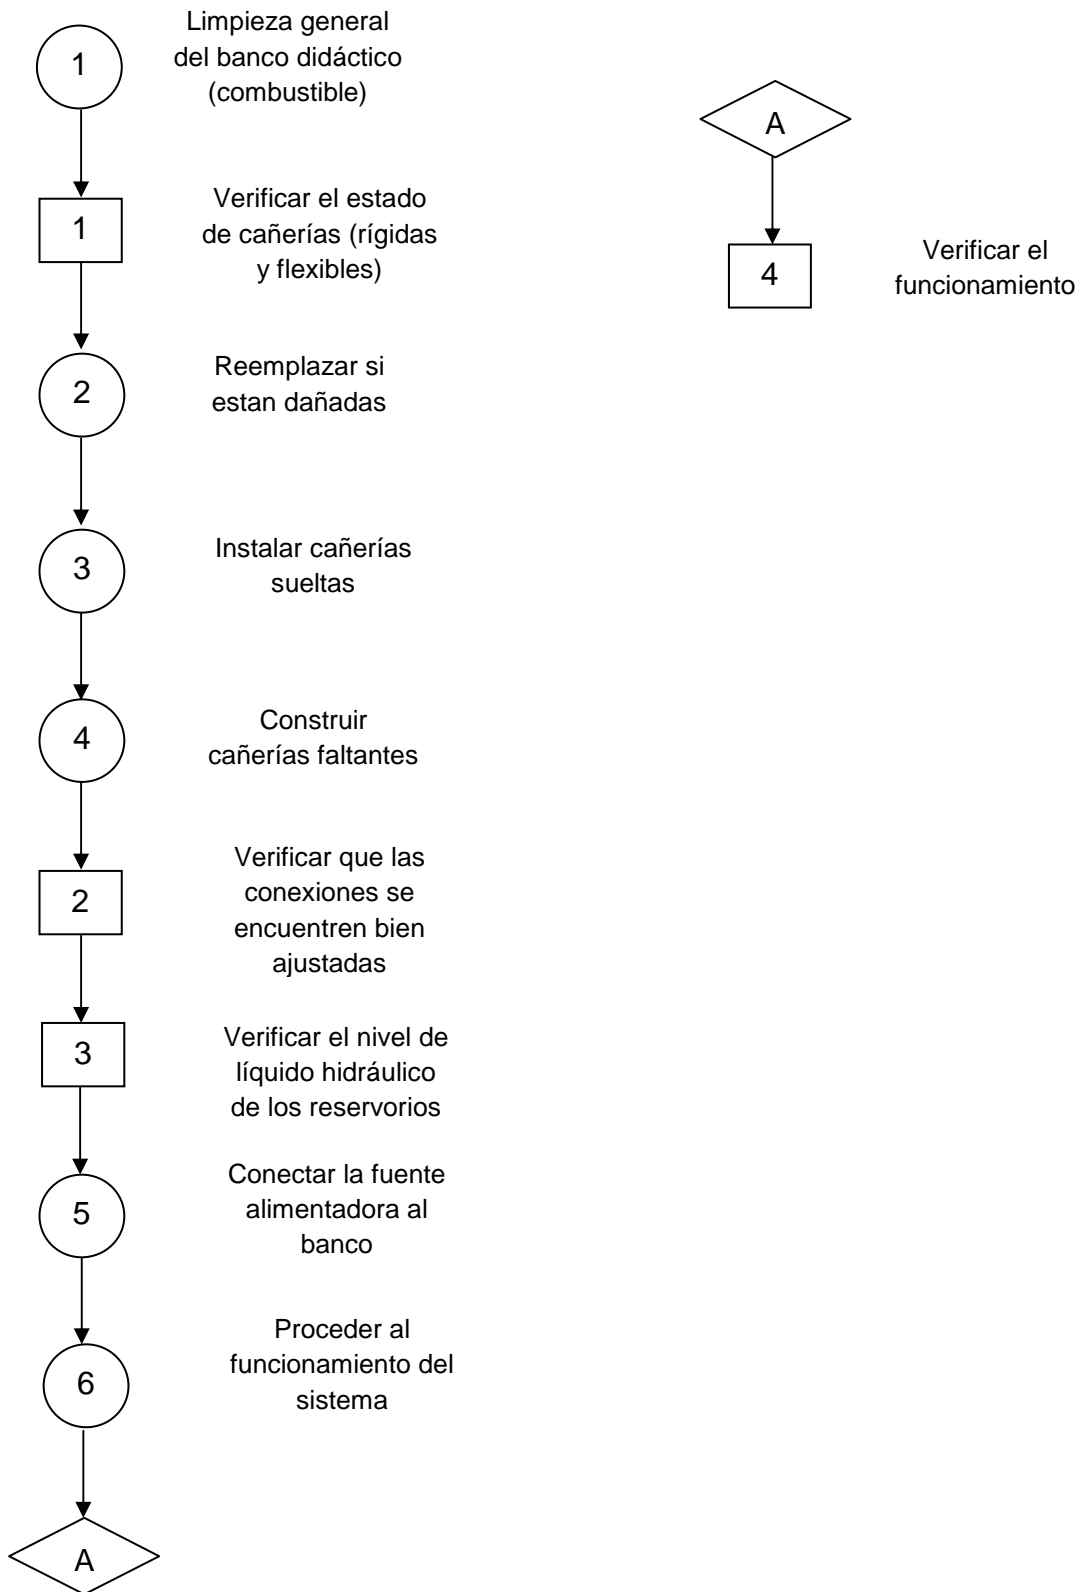 1
Limpieza general
del banco didáctico
(combustible)
1
Verificar el estado
de cañerías (rígidas
y flexibles)
2
Reemplazar si
estan dañadas
3
Instalar cañerías
sueltas
4
Construir
cañerías faltantes
2
Verificar que las
conexiones se
encuentren bien
ajustadas
3
Verificar el nivel de
líquido hidráulico
de los reservorios
5
Conectar la fuente
alimentadora al
banco
6
Proceder al
funcionamiento del
sistema
A
A
4
Verificar el
funcionamiento